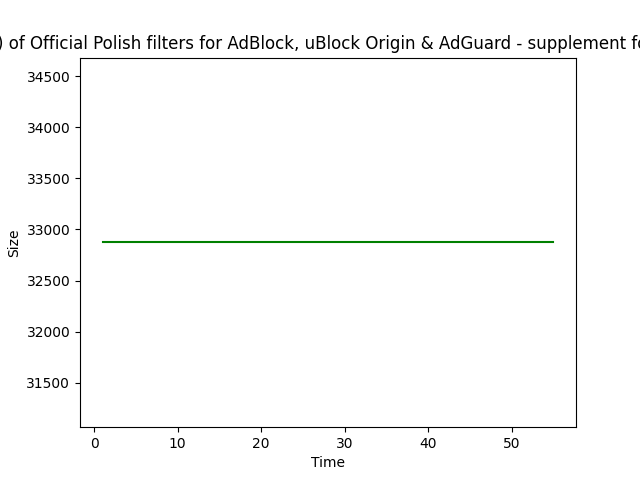 ) of Official Polish filters for AdBlock, uBlock Origin & AdGuard - supplement fo
34500
34000
33500
33000
32500
32000
31500
Size
0 10 20 30 40 50
Time